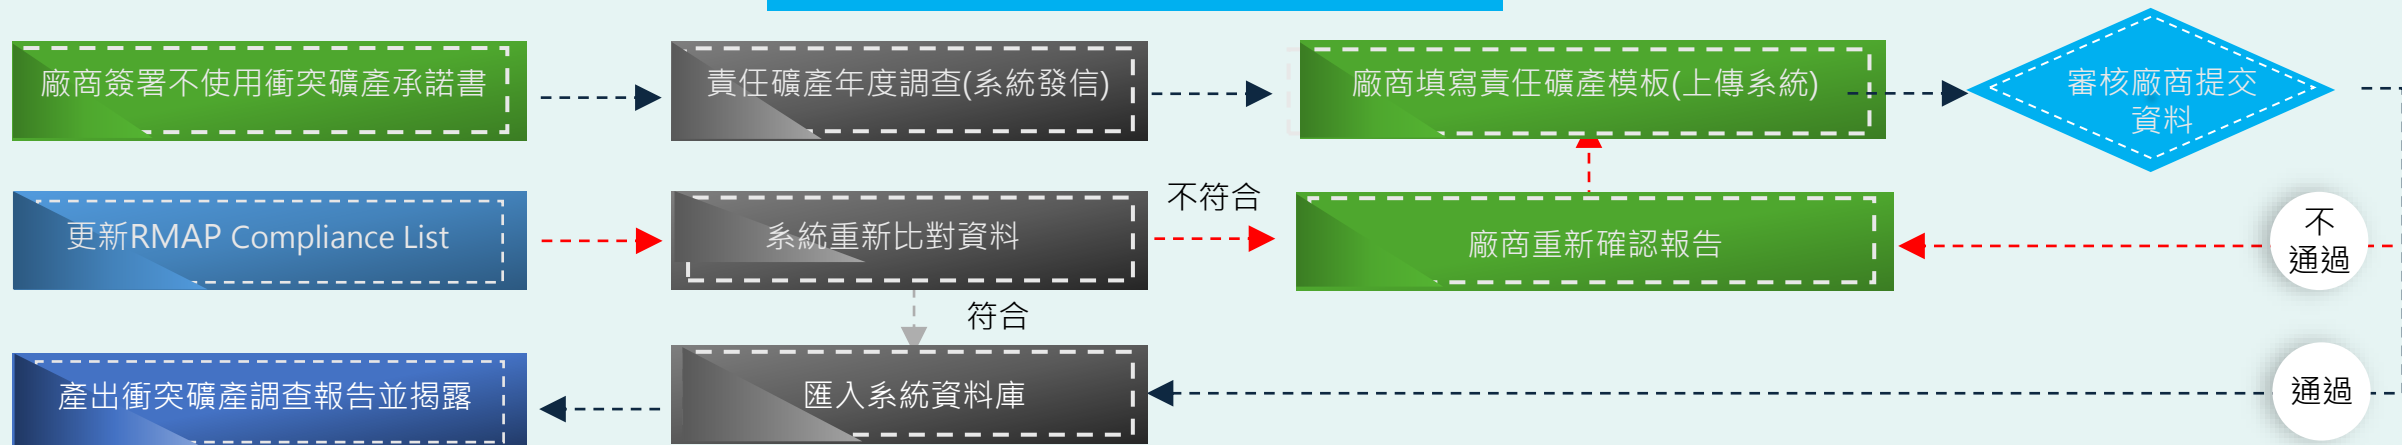 廠商簽署不使用衝突礦產承諾書
責任礦產年度調查(系統發信)
廠商填寫責任礦產模板(上傳系統)
審核廠商提交
資料
更新RMAP Compliance List
系統重新比對資料
不符合
廠商重新確認報告
不
通過
符合
產出衝突礦產調查報告並揭露
匯入系統資料庫
通過